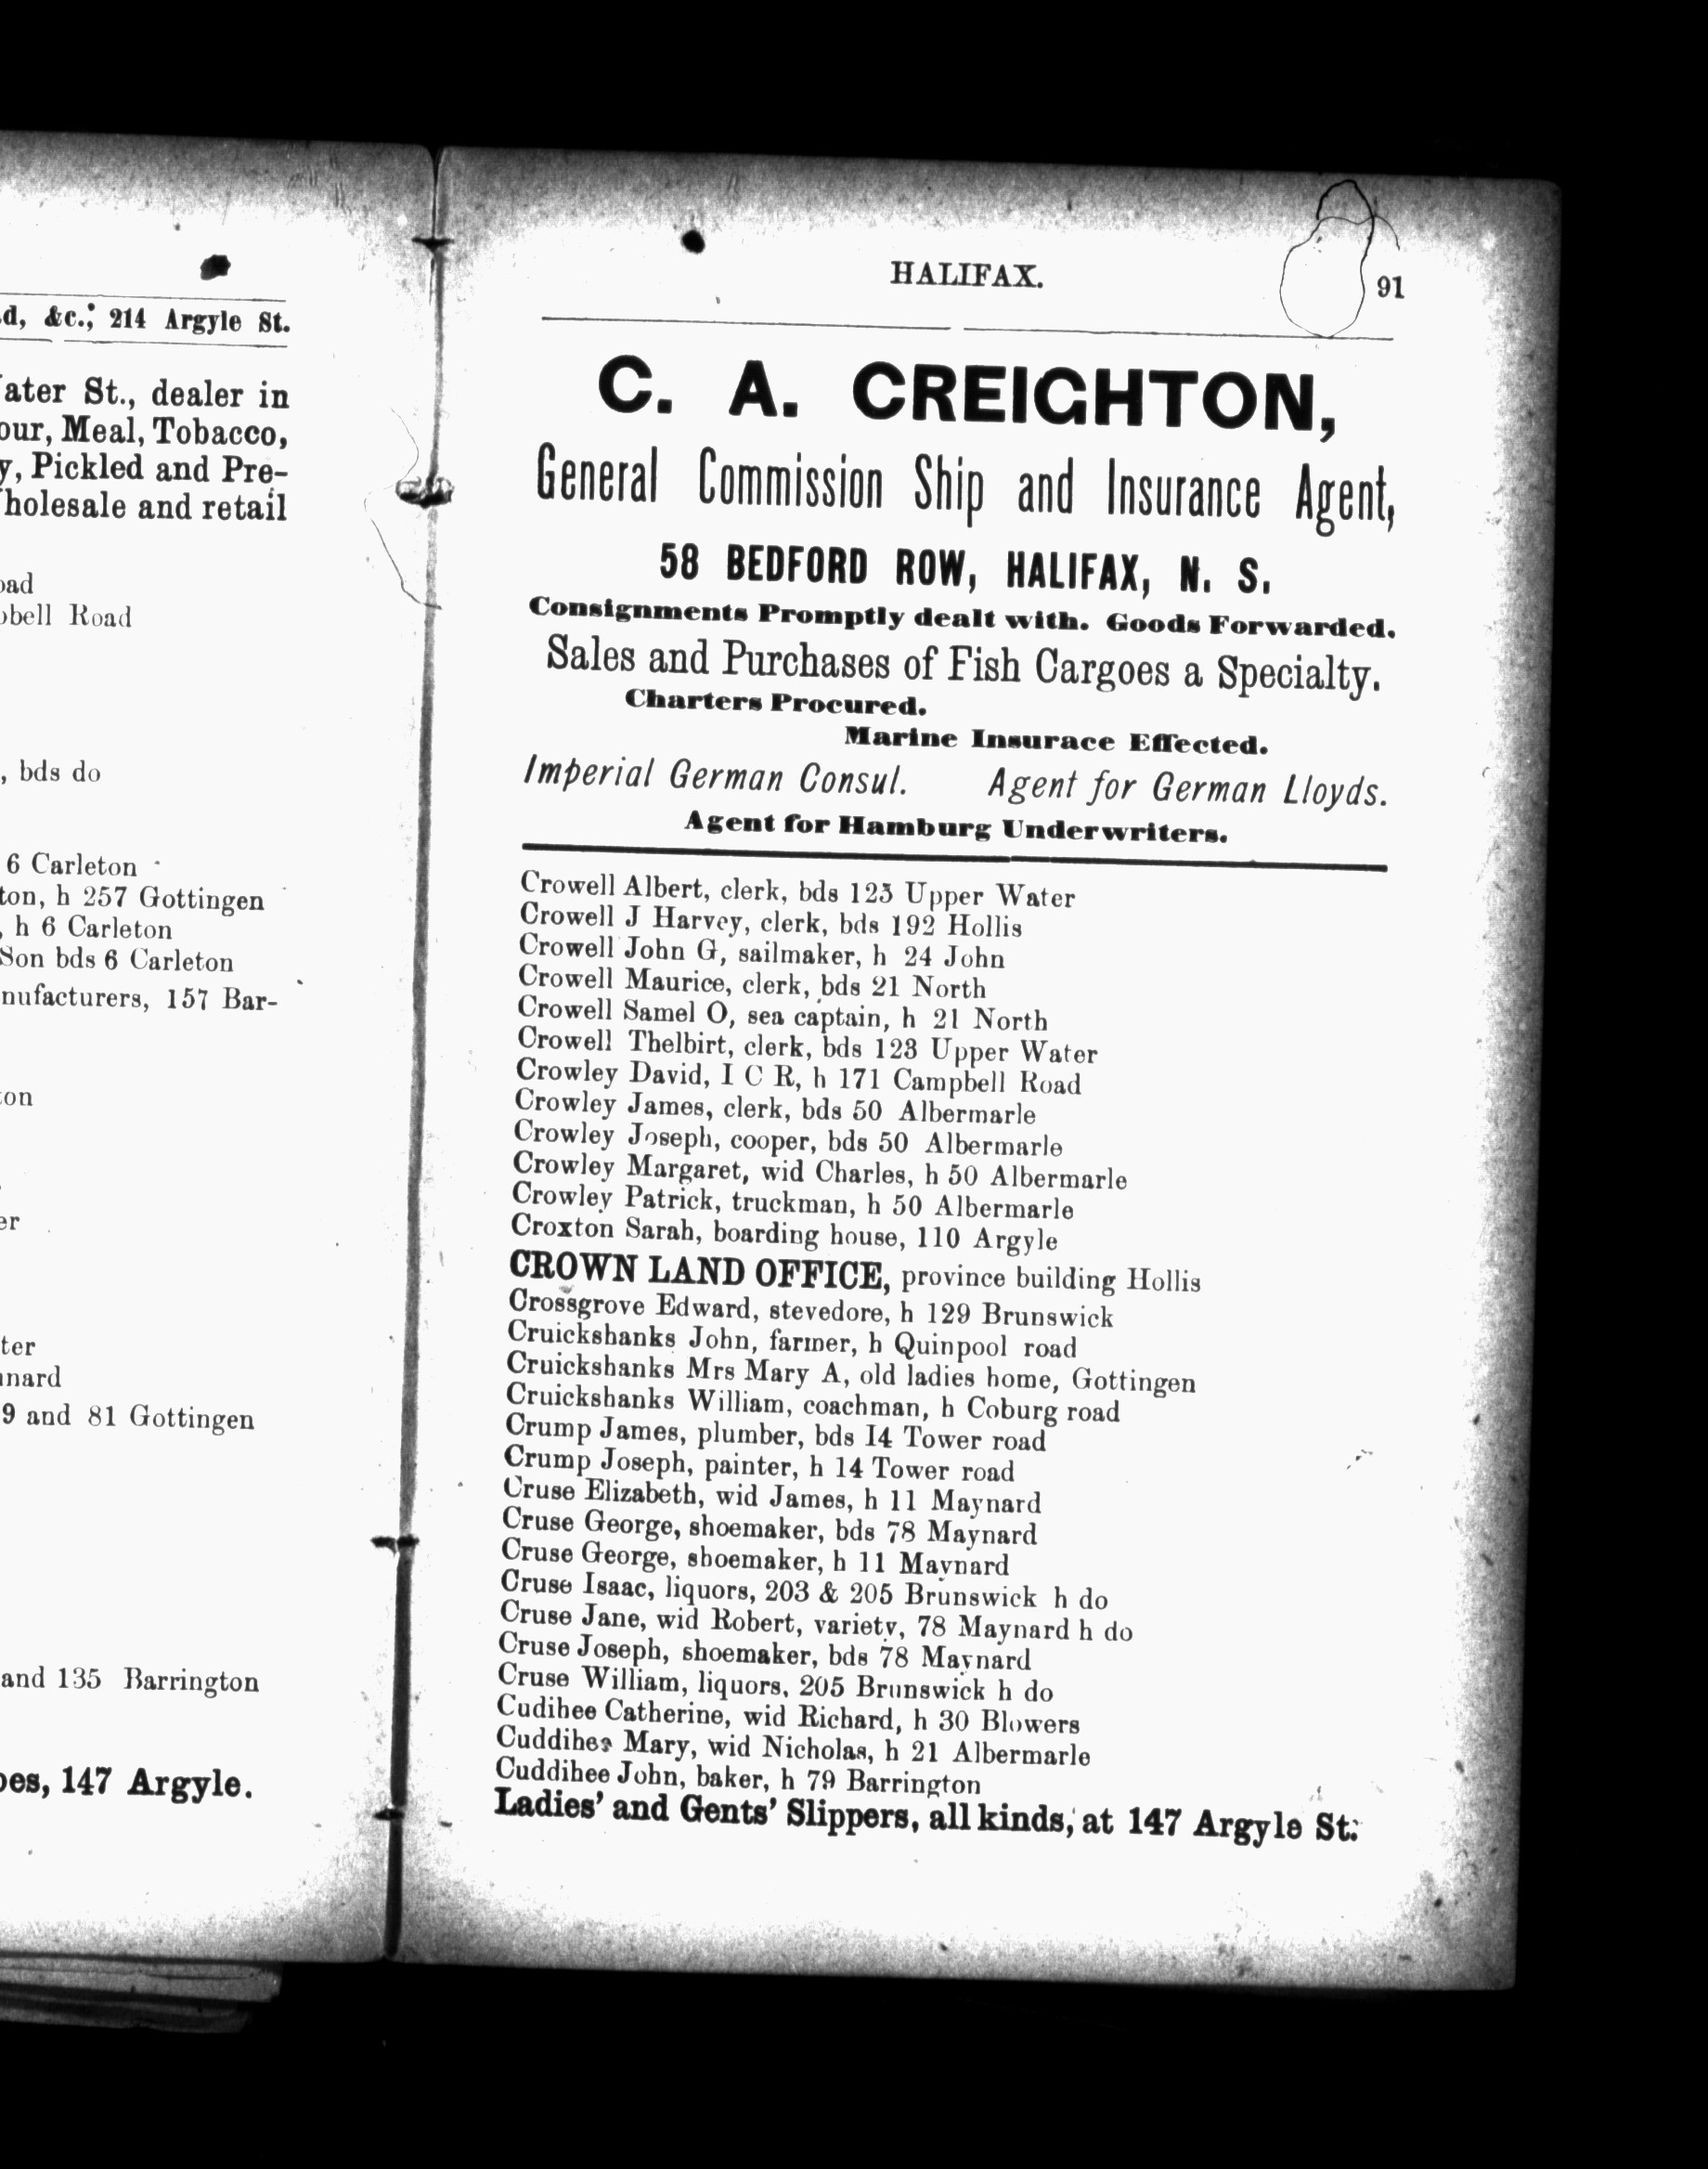 &c.; 214 Argyle St.
St., dealer in
Meal, Tobacco,
Pickled and Pre-
and retail
Road
, bds do
6 Carleton
h 257 Gottingen
, h 6 Carleton
Son bds 6 Carleton
157 Bar-
9 and 81 Gottingen
and 135 Barrington
147 Argyle.
HALIFAX.
91
C. A. CREIGHTON,
General Commission Ship and Insurance Agent,
58 BEDFORD ROW, HALIFAX, N. S.
Consignments Promptly dealt with. Goods Forwarded.
Sales and Purchases of Fish Cargoes a Specialty.
Charters Procured.
Marine Insurace Effected.
Imperial German Consul. Agent for German Lloyds.
Agent for Hamburg Underwriters.
Crowell Albert, clerk, bds 123 Upper Water
Crowell J Harvey, clerk, bds 192 Hollis
Crowell John G, sailmaker, h 24 John
Crowell Maurice, clerk, bds 21 North
Crowell Samel O, sea captain, h 21 North
Crowell Thelbirt, clerk, bds 123 Upper Water
Crowley David, I C R, h 171 Campbell Road
Crowley James, clerk, bds 50 Albermarle
Crowley Joseph, cooper, bds 50 Albermarle
Crowley Margaret, wid Charles, h 50 Albermarle
Crowley Patrick, truckman, h 50 Albermarle
Croxton Sarah, boarding house, 110 Argyle
CROWN LAND OFFICE, province building Hollis
Crossgrove Edward, stevedore, h 129 Brunswick
Cruickshanks John, farmer, h Quinpool road
Cruickshanks Mrs Mary A, old ladies home, Gottingen
Cruickshanks William, coachman, h Coburg road
Crump James, plumber, bds 14 Tower road
Crump Joseph, painter, h 14 Tower road
Cruse Elizabeth, wid James, h 11 Maynard
Cruse George, shoemaker, bds 78 Maynard
Cruse George, shoemaker, h 11 Maynard
Cruse Isaac, liquors, 203 & 205 Brunswick h do
Cruse Jane, wid Robert, variety, 78 Maynard h do
Cruse Joseph, shoemaker, bds 78 Maynard
Cruse William, liquors, 205 Brunswick h do
Cudihee Catherine, wid Richard, h 30 Blowers
Cuddihee Mary, wid Nicholas, h 21 Albermarle
Cuddihee John, baker, h 79 Barrington
Ladies' and Gents' Slippers, all kinds, at 147 Argyle St.